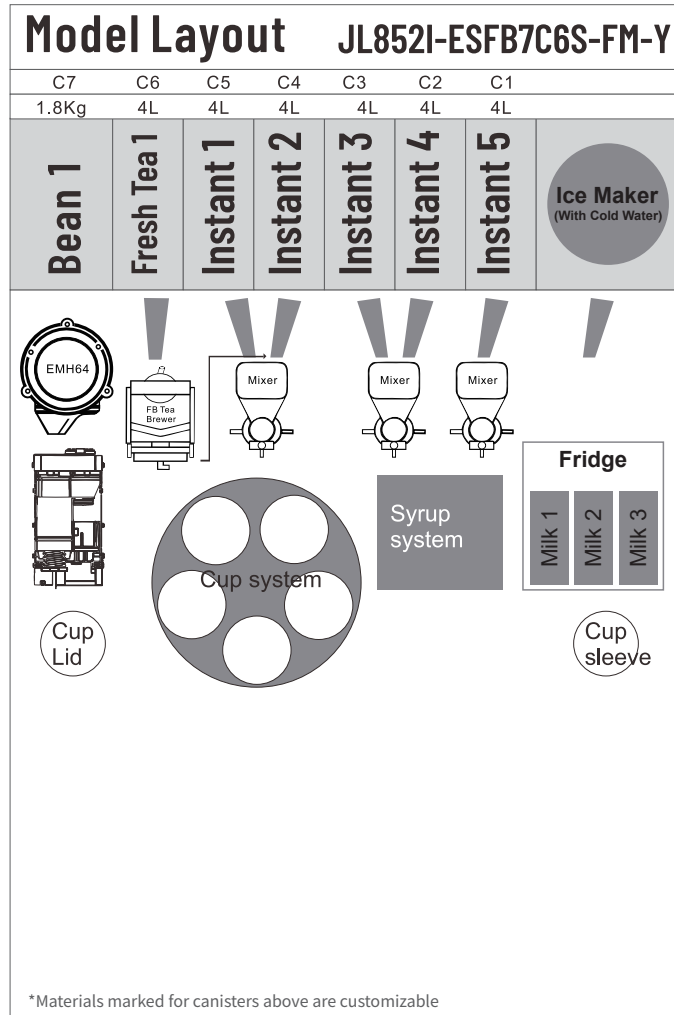 Model Layout JL852I-ESFB7C6S-FM-Y
C7 C6 C5 C4 C3 C2 C1
1.8Kg 4L 4L 4L 4L 4L 4L
Bean 1
Fresh Tea 1
Instant 1
Instant 2
Instant 3
Instant 4
Instant 5
Ice Maker
(With Cold Water)
EMH64
FB Tea
Brewer
Mixer
Mixer
Mixer
Fridge
Milk 1
Milk 2
Milk 3
Syrup
system
Cup system
Cup
Lid
Cup
sleeve
*Materials marked for canisters above are customizable